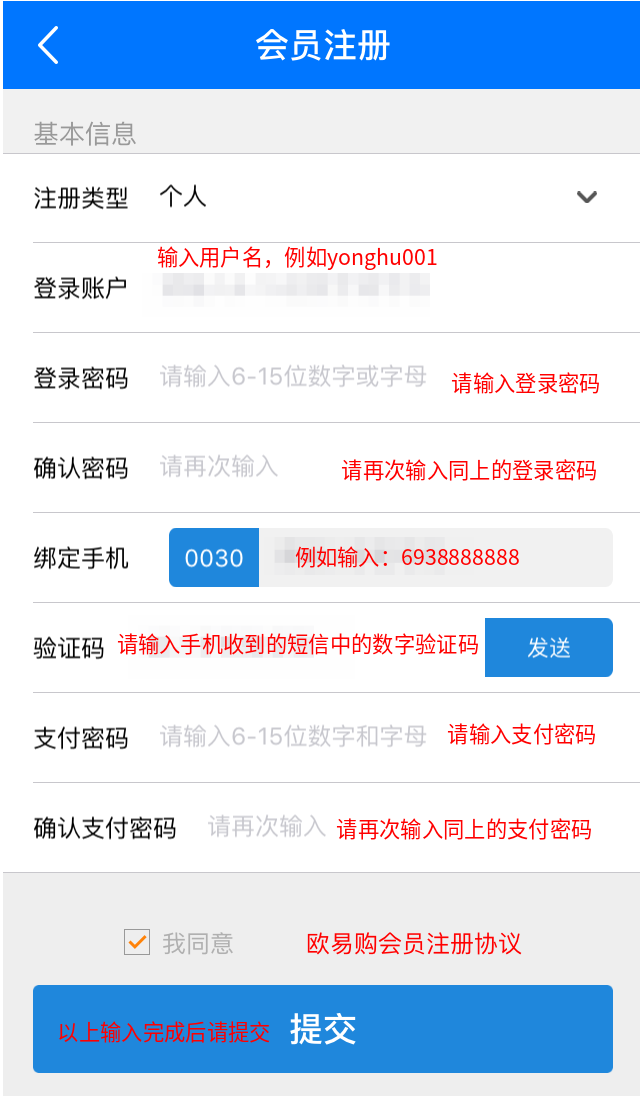 会员注册
基本信息
注册类型 个人
输入用户名，例如yonghu001
登录账户
登录密码 请输入6-15位数字或字母 请输入登录密码
确认密码 请再次输入 请再次输入同上的登录密码
绑定手机 0030 例如输入：6938888888
验证码 请输入手机收到的短信中的数字验证码 发送
支付密码 请输入6-15位数字和字母 请输入支付密码
确认支付密码 请再次输入 请再次输入同上的支付密码
我同意 欧易购会员注册协议
以上输入完成后请提交 提交